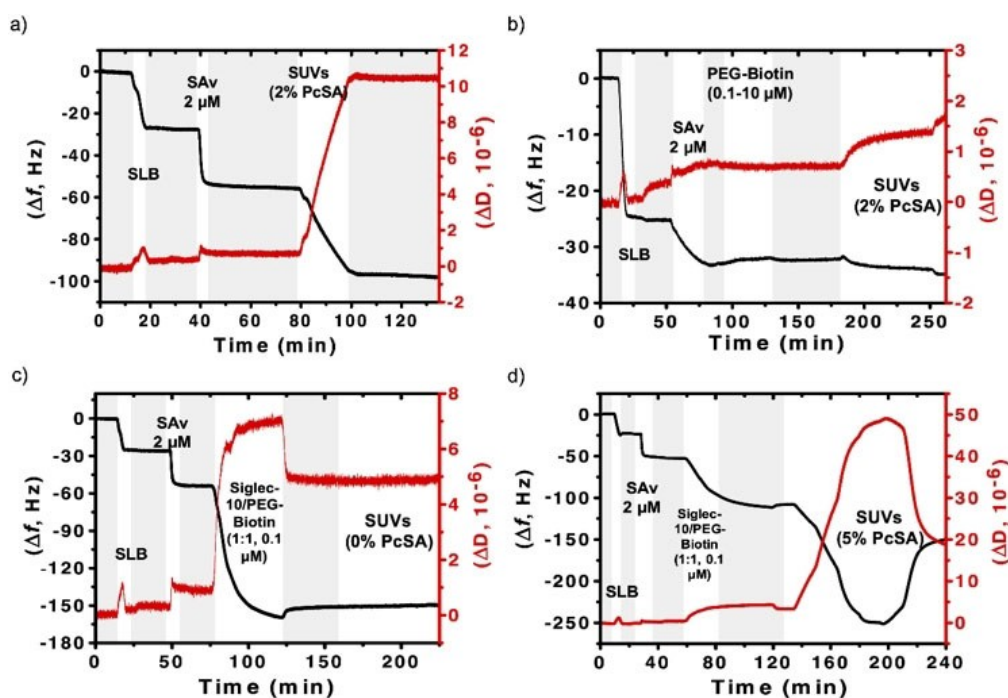 a)
0
-20
-40
-60
-80
-100
(Δf, Hz)
SLB
SAv
2 µM
SUVs
(2% PcSA)
12
10
8
6
4
2
0
-2
(ΔD, 10-6)
0 20 40 60 80 100 120
Time (min)
b)
0
-10
-20
-30
-40
(Δf, Hz)
PEG-Biotin
(0.1-10 µM)
SAv
2 µM
SLB
SUVs
(2% PcSA)
3
2
1
0
-1
-2
(ΔD, 10-6)
0 50 100 150 200 250
Time (min)
c)
0
-30
-60
-90
-120
-150
-180
(Δf, Hz)
SAv
2 µM
SLB
Siglec-
10/PEG-
Biotin
(1:1, 0.1
µM)
SUVs
(0% PcSA)
8
7
6
5
4
3
2
1
0
-1
(ΔD, 10-6)
0 50 100 150 200
Time (min)
d)
0
-50
-100
-150
-200
-250
(Δf, Hz)
SAv
2 µM
Siglec-
10/PEG-
Biotin
(1:1, 0.1
µM)
SLB
SUVs
(5% PcSA)
50
40
30
20
10
0
(ΔD, 10-6)
0 40 80 120 160 200 240
Time (min)